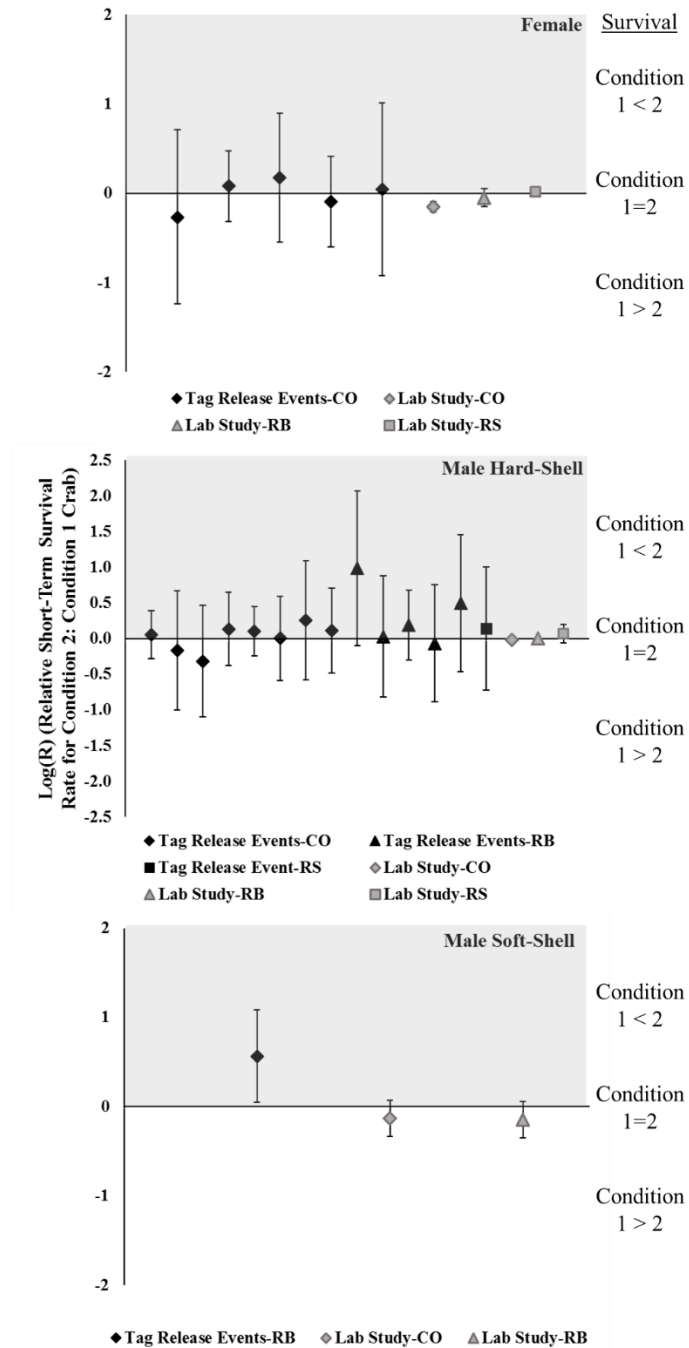 Female
Survival
2
1
0
-1
-2
Condition
1 < 2
Condition
1=2
Condition
1 > 2
Tag Release Events-CO Lab Study-CO
Lab Study-RB Lab Study-RS
Log(R) (Relative Short-Term Survival
Rate for Condition 2: Condition 1 Crab)
Male Hard-Shell
2.5
2.0
1.5
1.0
0.5
0.0
-0.5
-1.0
-1.5
-2.0
-2.5
Condition
1 < 2
Condition
1=2
Condition
1 > 2
Tag Release Events-CO Tag Release Events-RB
Tag Release Event-RS Lab Study-CO
Lab Study-RB Lab Study-RS
Male Soft-Shell
2
1
0
-1
-2
Condition
1 < 2
Condition
1=2
Condition
1 > 2
Tag Release Events-RB Lab Study-CO Lab Study-RB